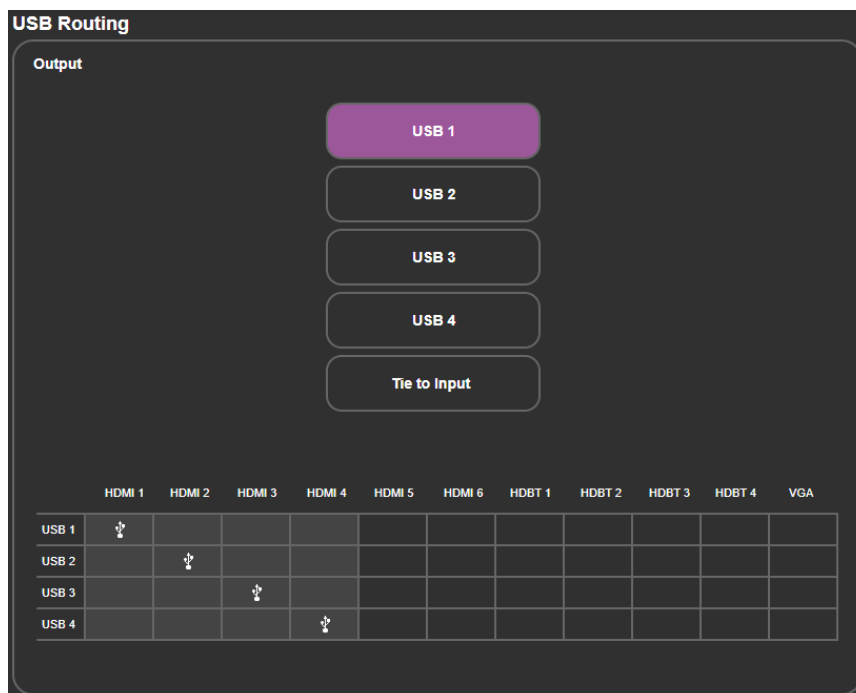 USB Routing
Output
USB 1
USB 2
USB 3
USB 4
Tie to Input
HDMI 1 HDMI 2 HDMI 3 HDMI 4 HDMI 5 HDMI 6 HDBT 1 HDBT 2 HDBT 3 HDBT 4 VGA
USB 1
USB 2
USB 3
USB 4